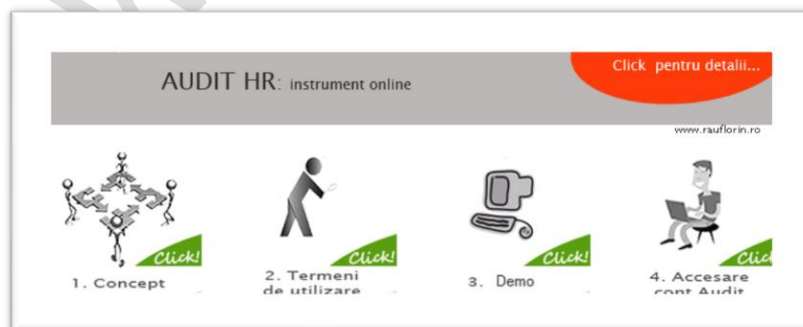 AUDIT HR: instrument online
Click pentru detalii...
www.rauflorin.ro
Click!
Click!
Click!
Click
1. Concept
2. Termeni
de utilizare
3. Demo
4. Accesare
cont Audit